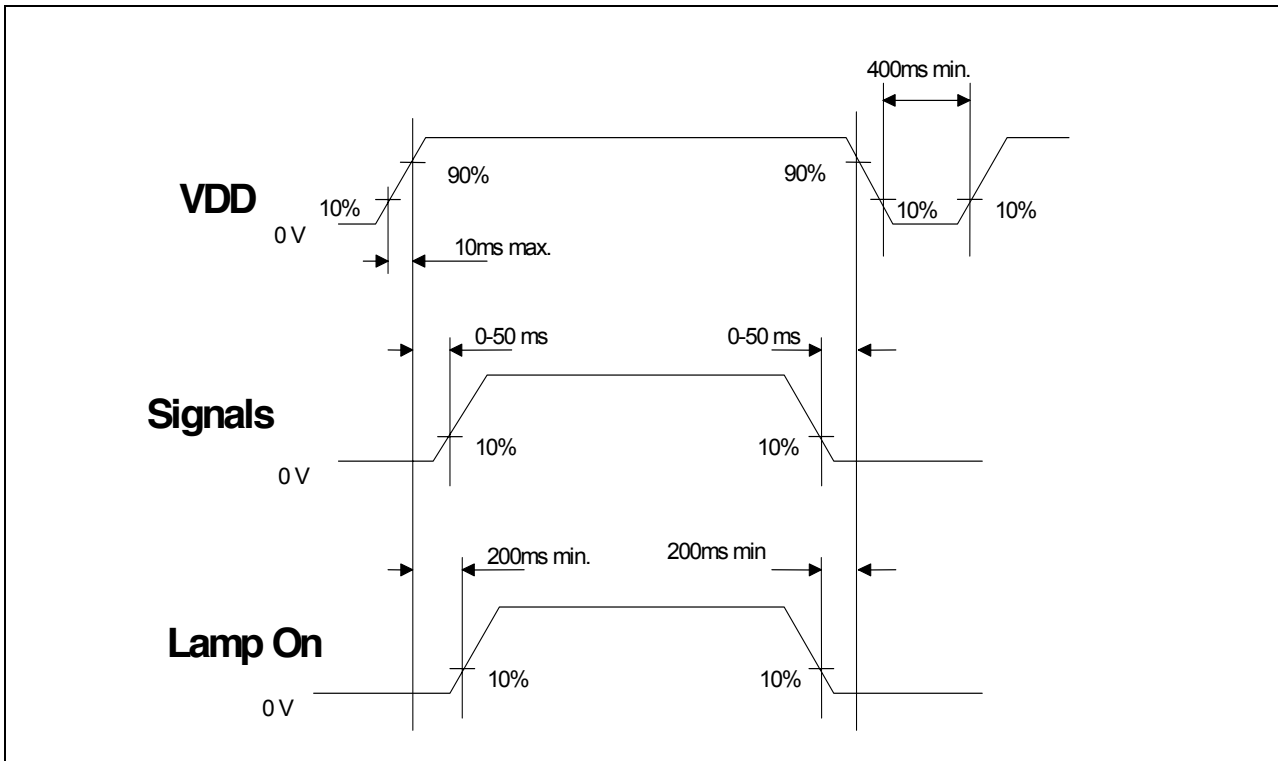 400ms min.
90%
90%
VDD
10%
10%
10%
0 V
10ms max.
0-50 ms
0-50 ms
Signals
10%
10%
0 V
200ms min.
200ms min
Lamp On
10%
10%
0 V